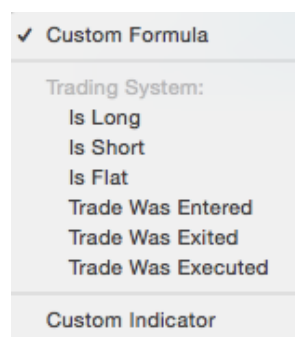 ✓ Custom Formula
Trading System:
Is Long
Is Short
Is Flat
Trade Was Entered
Trade Was Exited
Trade Was Executed
Custom Indicator